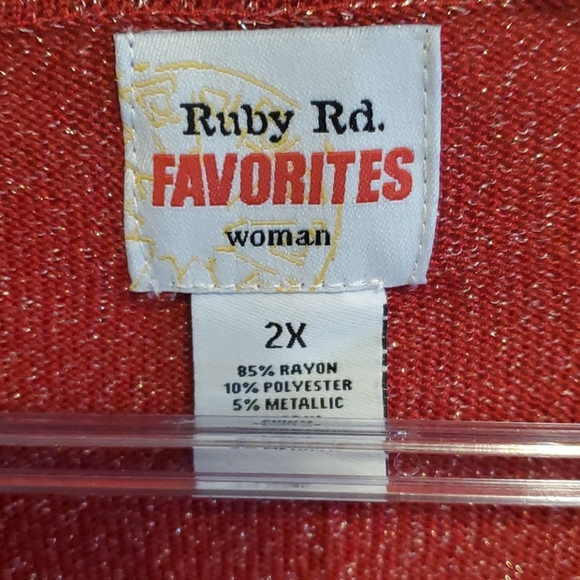 Ruby Rd.
FAVORITES
woman
2X
85% RAYON
10% POLYESTER
5% METALLIC